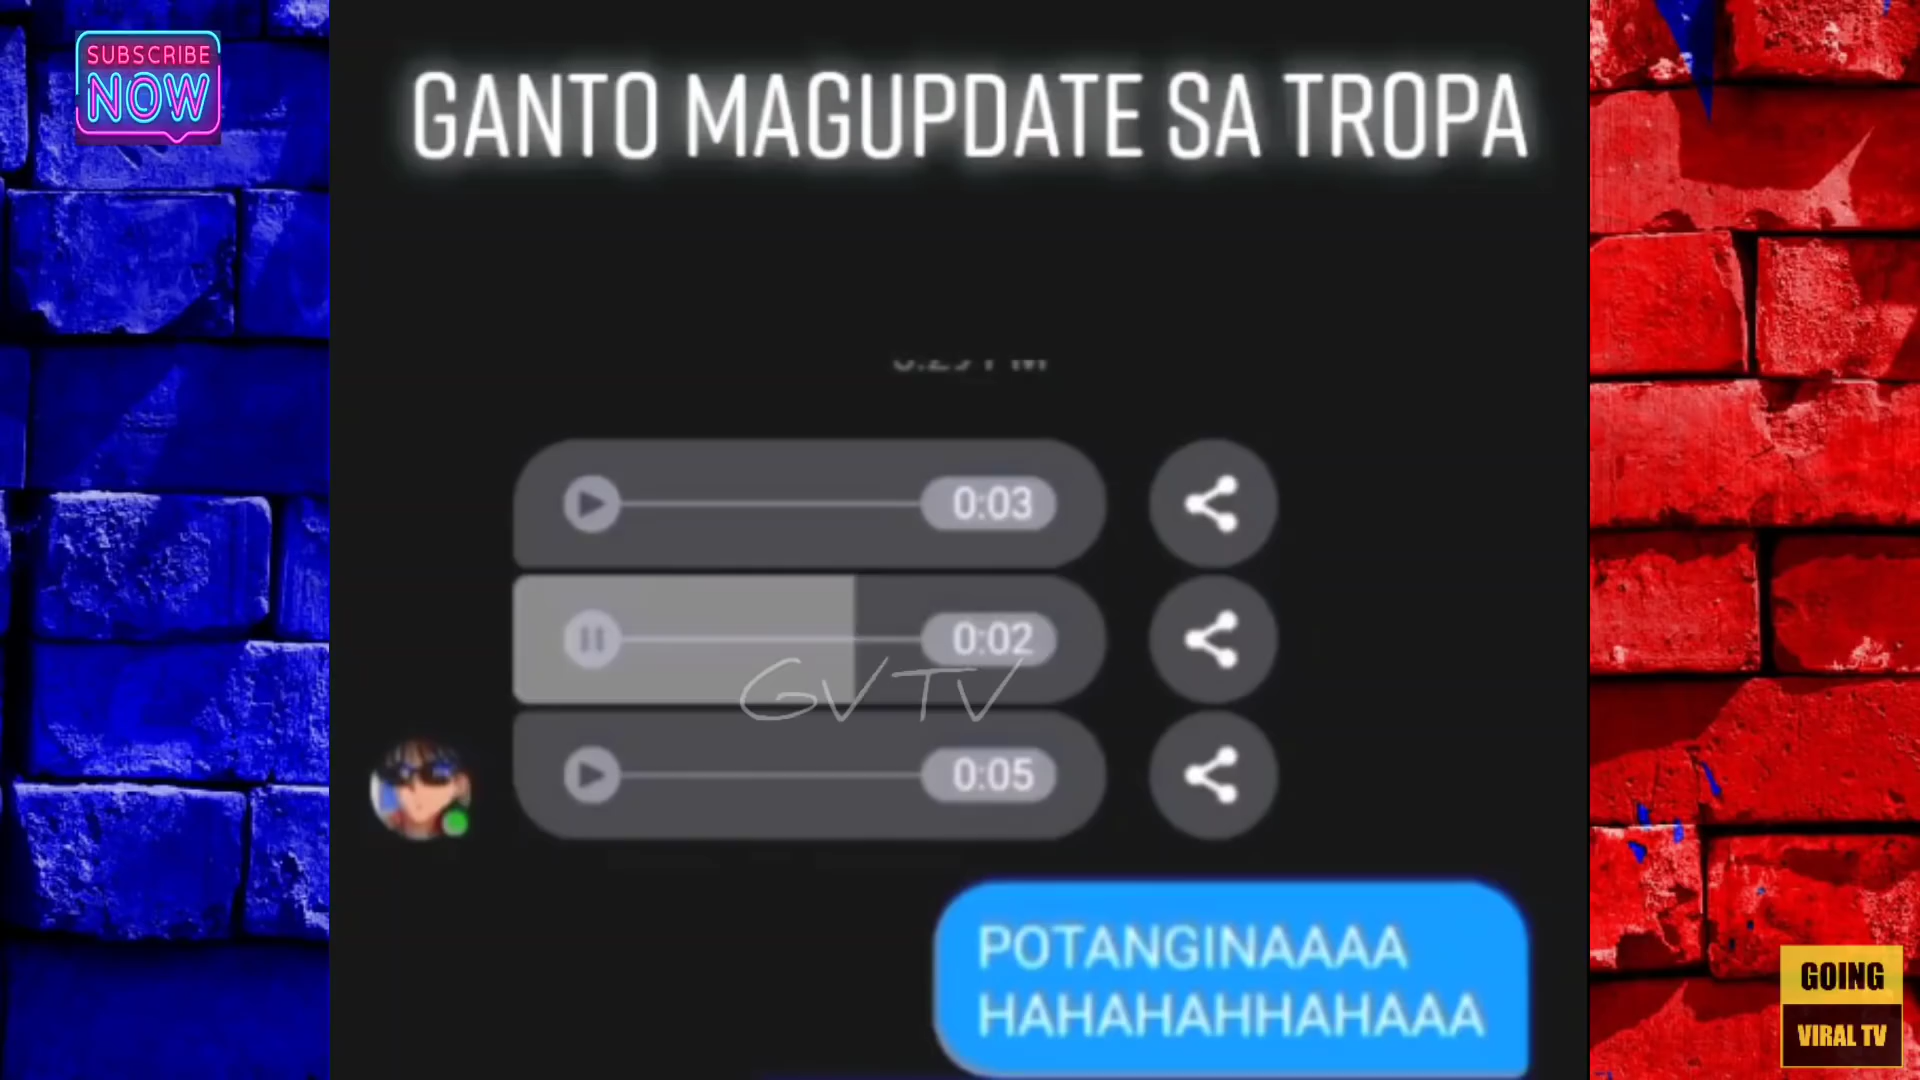 SUBSCRIBE
NOW
GANTO MAGUPDATE SA TROPA
0:03
0:02
GVTV
0:05
POTANGINAAAA
HAHAHAHHAHAAA
GOING
VIRAL TV